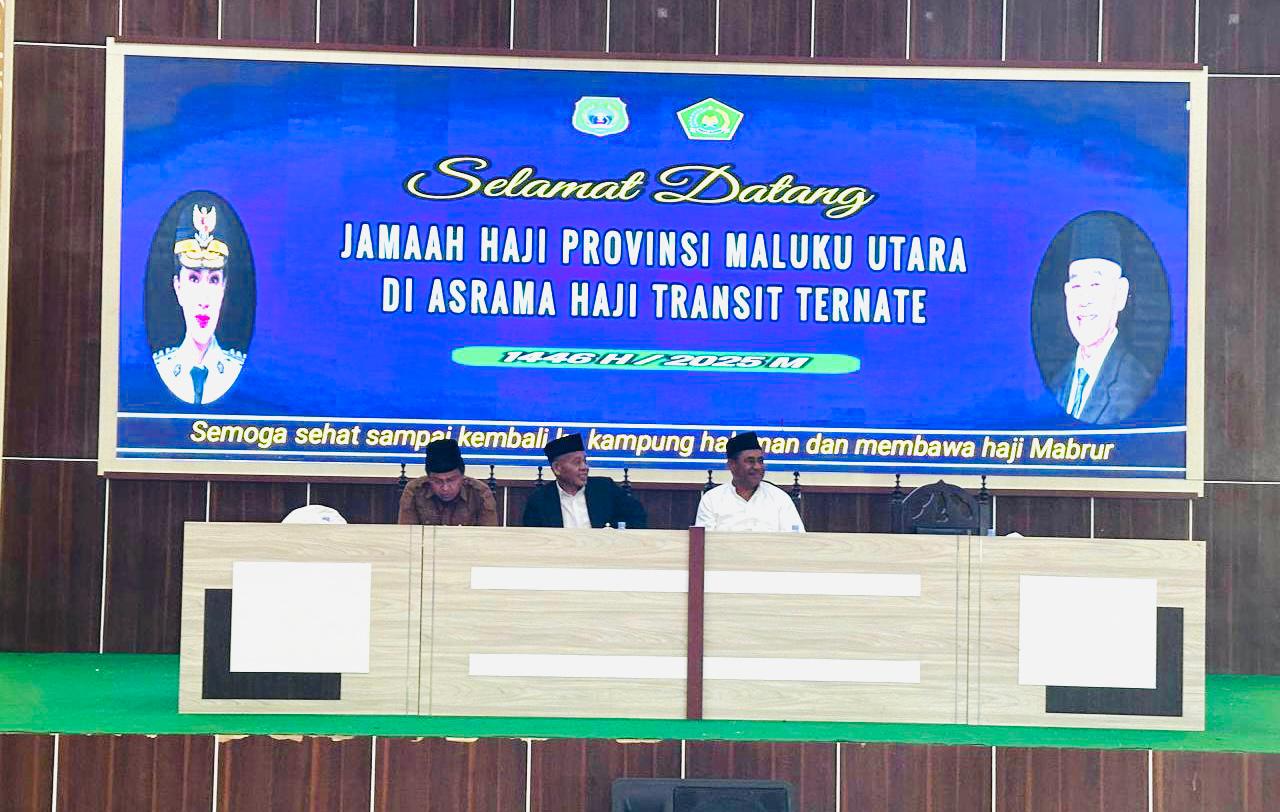 Selamat Datang
JAMAAH HAJI PROVINSI MALUKU UTARA
DI ASRAMA HAJI TRANSIT TERNATE
1446 H / 2025 M
Semoga sehat sampai kembali kampung dan membawa haji Mabrur